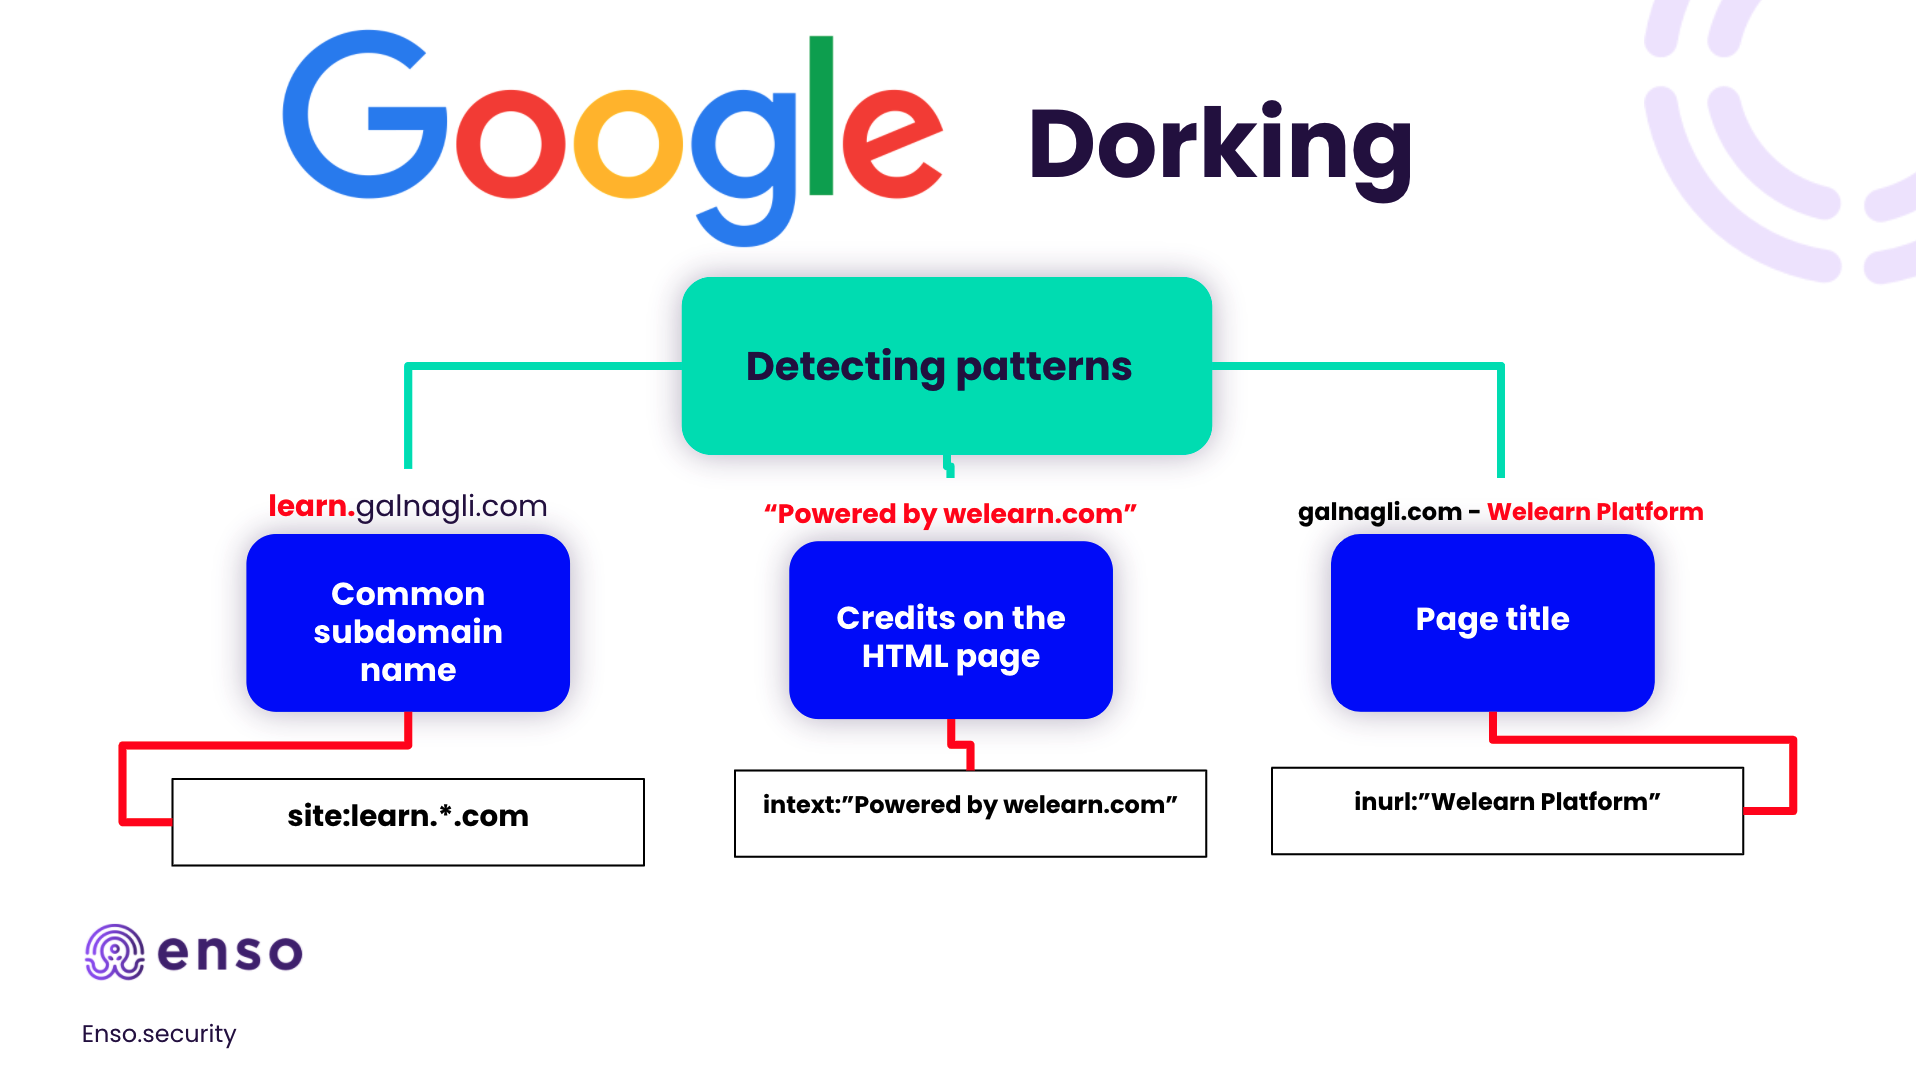 Google Dorking
Detecting patterns
learn.galnagli.com
“Powered by welearn.com”
galnagli.com - Welearn Platform
Common
subdomain
name
Credits on the
HTML page
Page title
site:learn.*.com
intext:”Powered by welearn.com”
inurl:”Welearn Platform”
enso
Enso.security